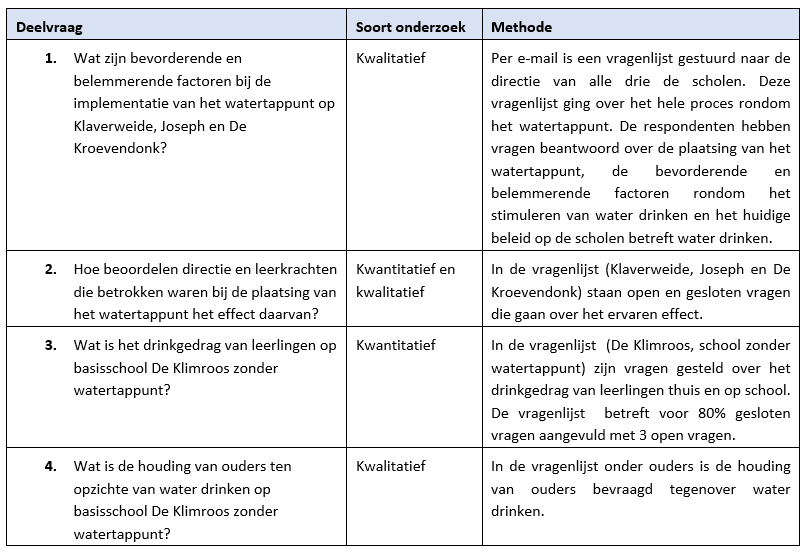 Deelvraag Soort onderzoek Methode
1. Wat zijn bevorderende en
belemmerende factoren bij de
implementatie van het watertappunt op
Klaverweide, Joseph en De
Kroevendonk?
Kwalitatief
Per e-mail is een vragenlijst gestuurd naar de
directie van alle drie de scholen. Deze
vragenlijst ging over het hele proces rondom
het watertappunt. De respondenten hebben
vragen beantwoord over de plaatsing van het
watertappunt, de bevorderende en
belemmerende factoren rondom het
stimuleren van water drinken en het huidige
beleid op de scholen betreft water drinken.
2. Hoe beoordelen directie en leerkrachten
die betrokken waren bij de plaatsing van
het watertappunt het effect daarvan?
Kwantitatief en
kwalitatief
In de vragenlijst (Klaverweide, Joseph en De
Kroevendonk) staan open en gesloten vragen
die gaan over het ervaren effect.
3. Wat is het drinkgedrag van leerlingen op
basisschool De Klimroos zonder
watertappunt?
Kwantitatief
In de vragenlijst (De Klimroos, school zonder
watertappunt) zijn vragen gesteld over het
drinkgedrag van leerlingen thuis en op school.
De vragenlijst betreft voor 80% gesloten
vragen aangevuld met 3 open vragen.
4. Wat is de houding van ouders ten
opzichte van water drinken op
basisschool De Klimroos zonder
watertappunt?
Kwalitatief
In de vragenlijst onder ouders is de houding
van ouders bevraagd tegenover water
drinken.